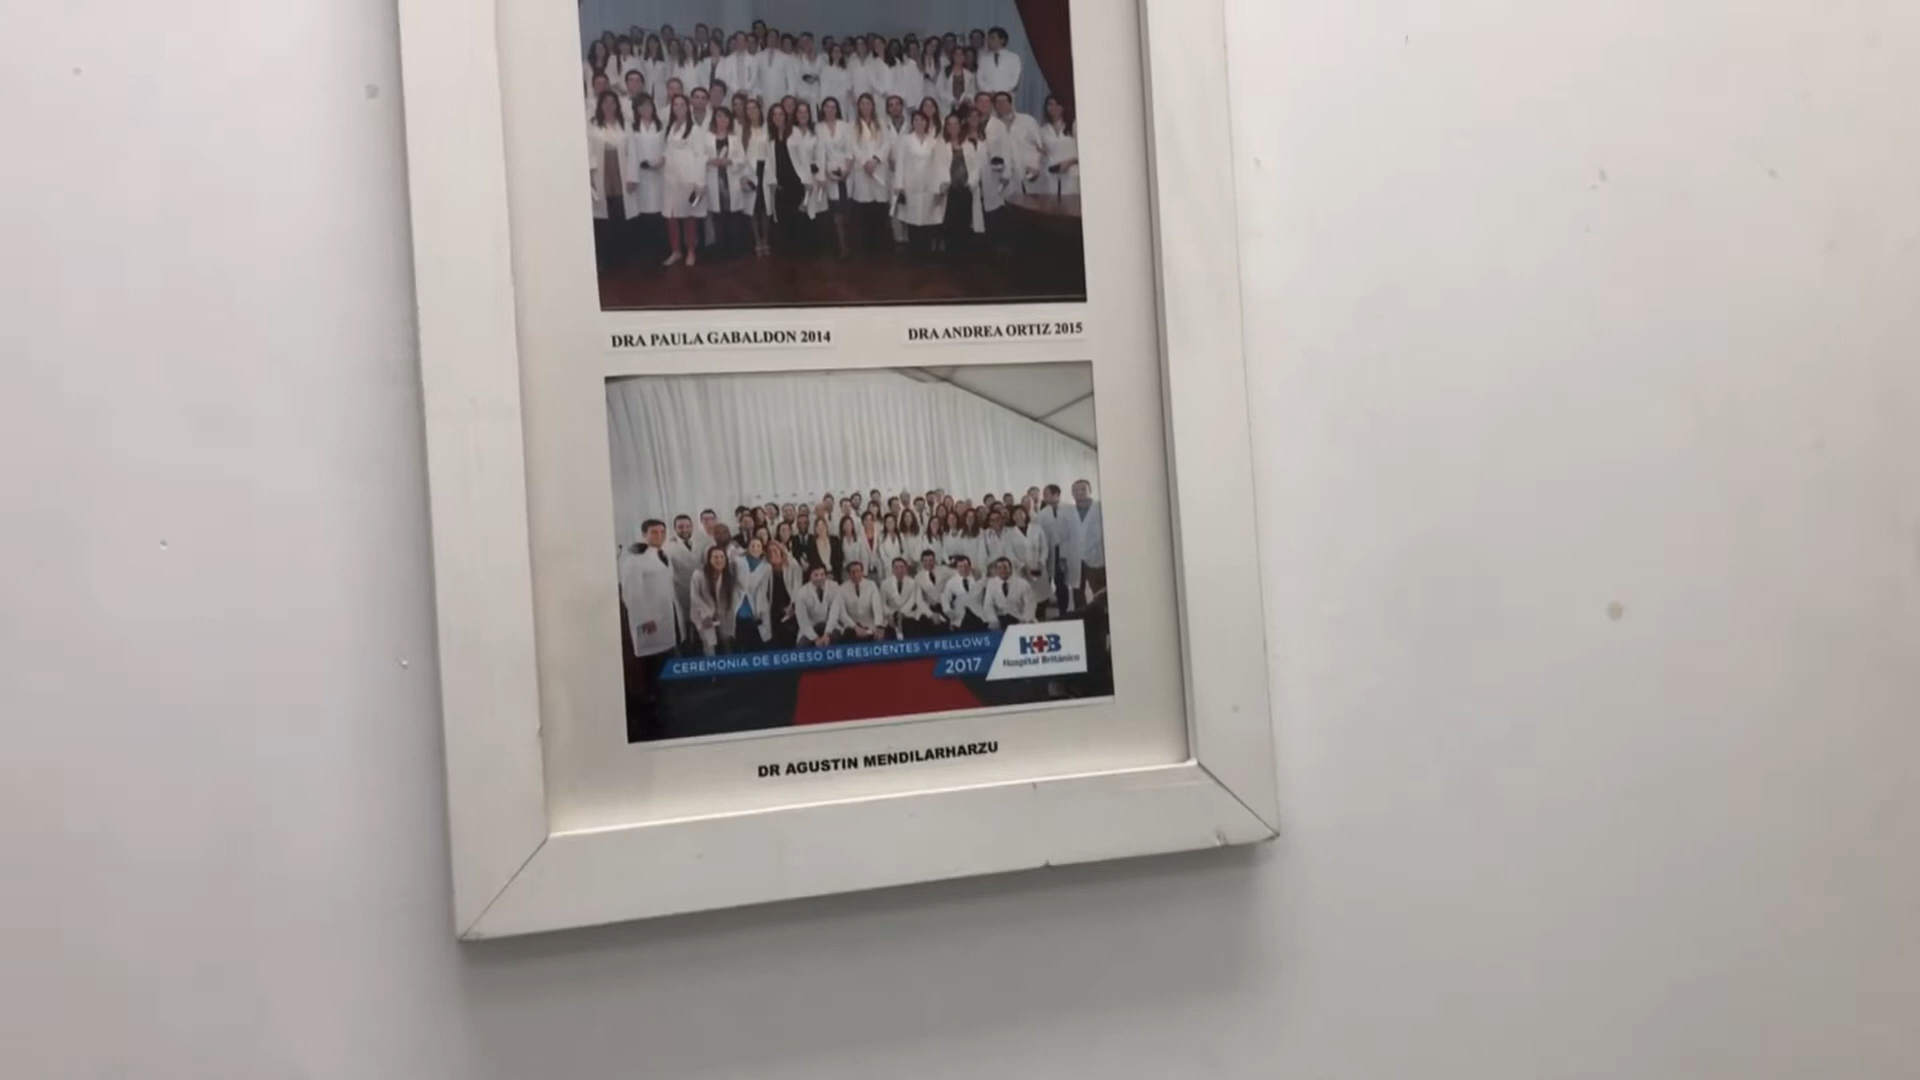 DRA PAULA GABALDON 2014
DRA ANDREA ORTIZ 2015
CEREMONIA DE EGRESO DE RESIDENTES Y FELLOWS
2017
HB
Hospital Británico
DR AGUSTIN MENDILARHARZU